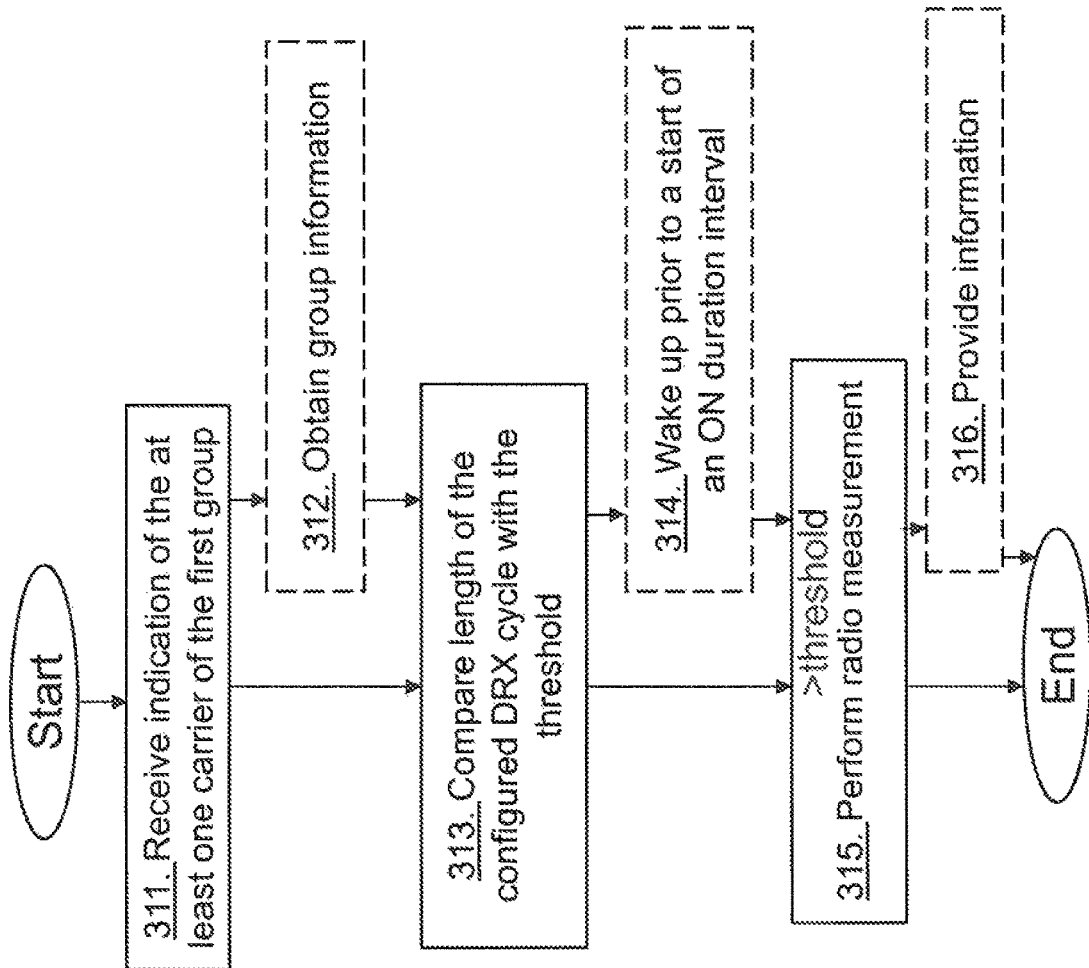 Start
311. Receive indication of the at
least one carrier of the first group
312. Obtain group information
313. Compare length of the
configured DRX cycle with the
threshold
314. Wake up prior to a start of
an ON duration interval
>threshold
315. Perform radio measurement
316. Provide information
End